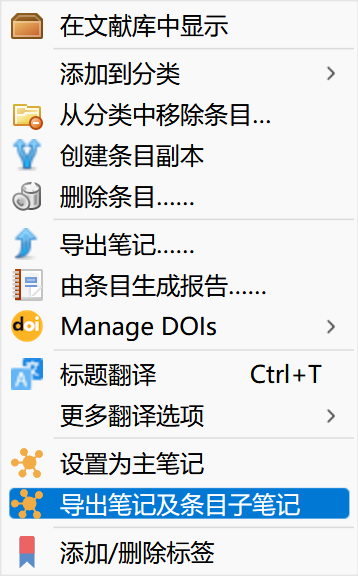 在文献库中显示
添加到分类
从分类中移除条目...
创建条目副本
删除条目......
导出笔记......
由条目生成报告......
doi Manage DOIs
标题翻译 Ctrl+T
更多翻译选项
设置为主笔记
导出笔记及条目子笔记
添加/删除标签